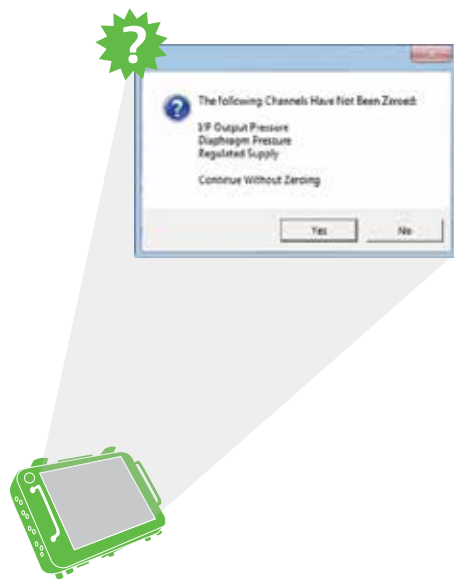 ?
The following Channels Have Not Been Zeroed:
I/P Output Pressure
Diaphragm Pressure
Regulated Supply
Continue Without Zeroing
Yes No